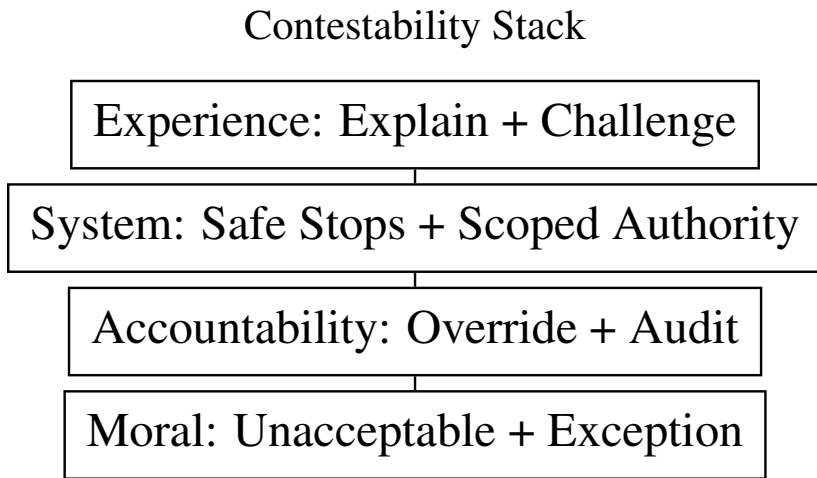 Contestability Stack
Experience: Explain + Challenge
System: Safe Stops + Scoped Authority
Accountability: Override + Audit
Moral: Unacceptable + Exception